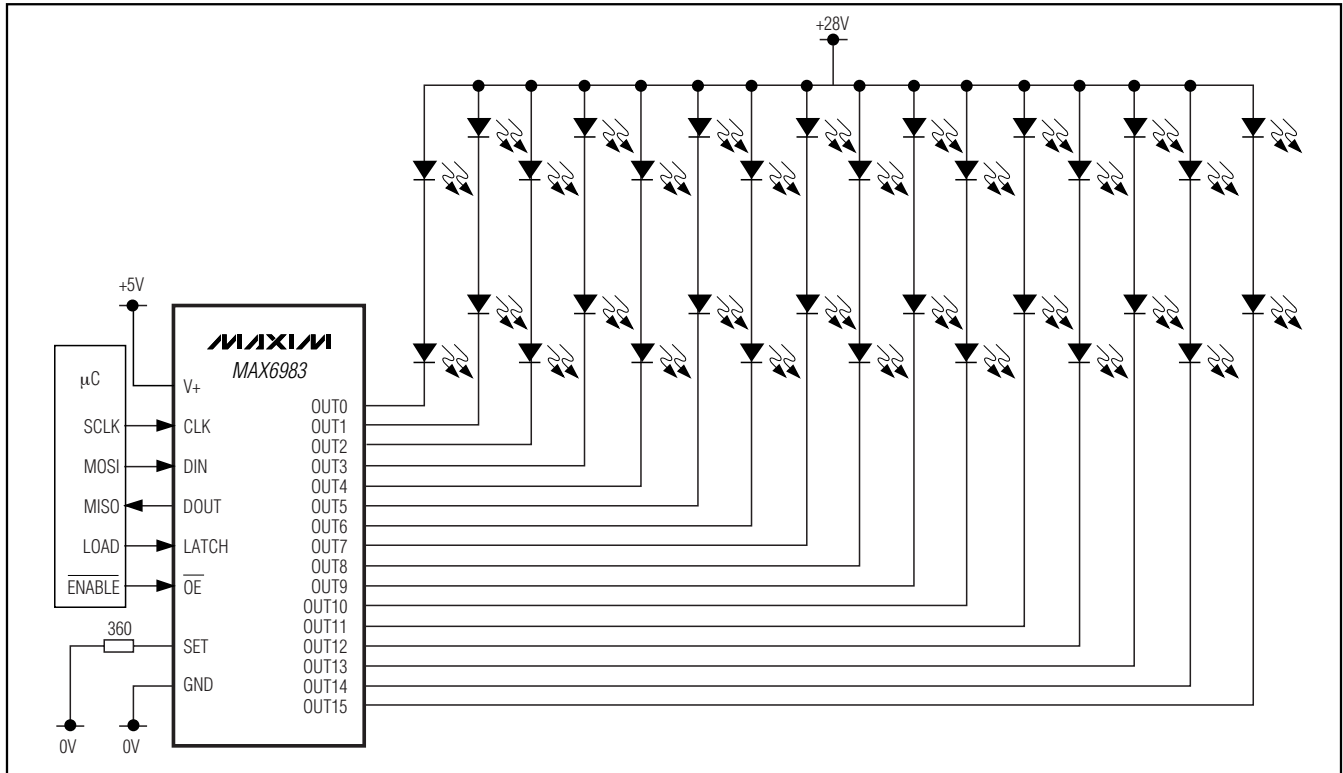 +28V
+5V
MAXIM
MAX6983
µC
V+
OUT0
SCLK
CLK
OUT1
OUT2
MOSI
DIN
OUT3
OUT4
MISO
DOUT
OUT5
OUT6
LOAD
LATCH
OUT7
OUT8
ENABLE
OE
OUT9
OUT10
360
SET
OUT11
OUT12
OUT13
GND
OUT14
OUT15
0V
0V